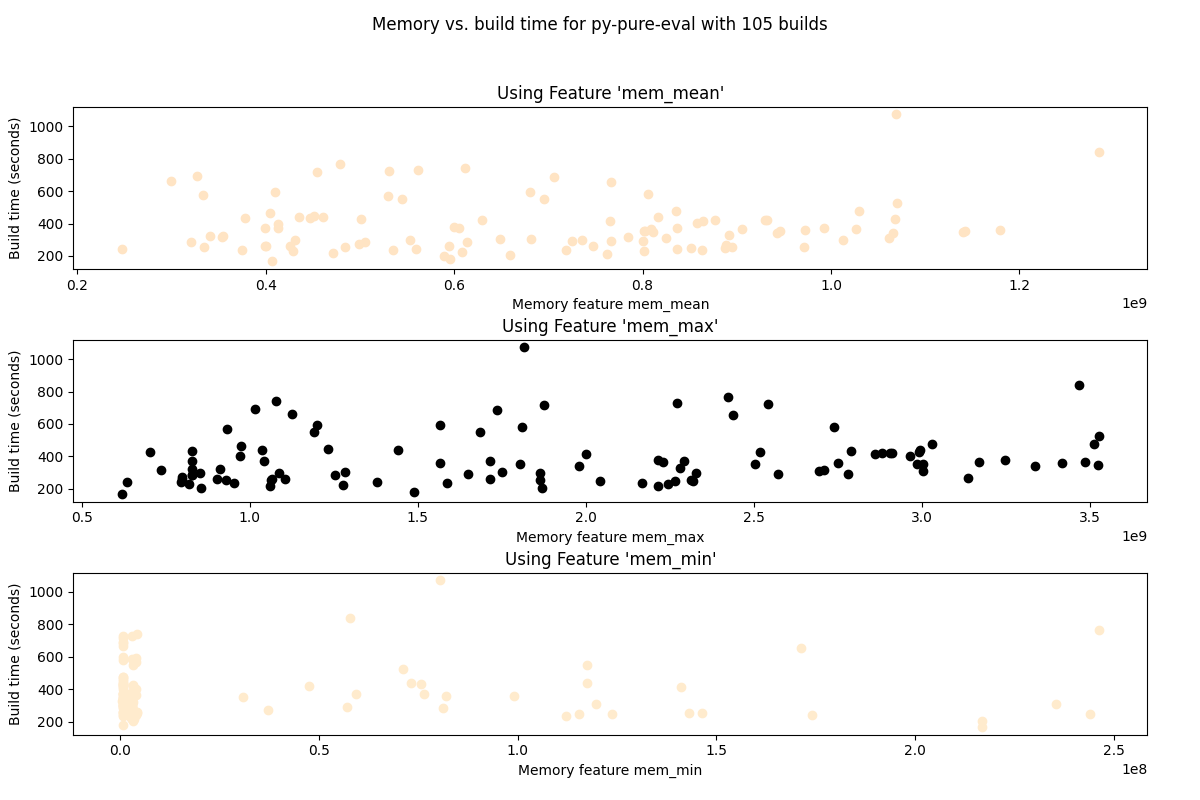 Memory vs. build time for py-pure-eval with 105 builds
Using Feature 'mem_mean'
Build time (seconds)
1000
800
600
400
200
0.2 0.4 0.6 0.8 1.0 1.2
1e9
Memory feature mem_mean
Using Feature 'mem_max'
Build time (seconds)
1000
800
600
400
200
0.5 1.0 1.5 2.0 2.5 3.0 3.5
1e9
Memory feature mem_max
Using Feature 'mem_min'
Build time (seconds)
1000
800
600
400
200
0.0 0.5 1.0 1.5 2.0 2.5
1e8
Memory feature mem_min